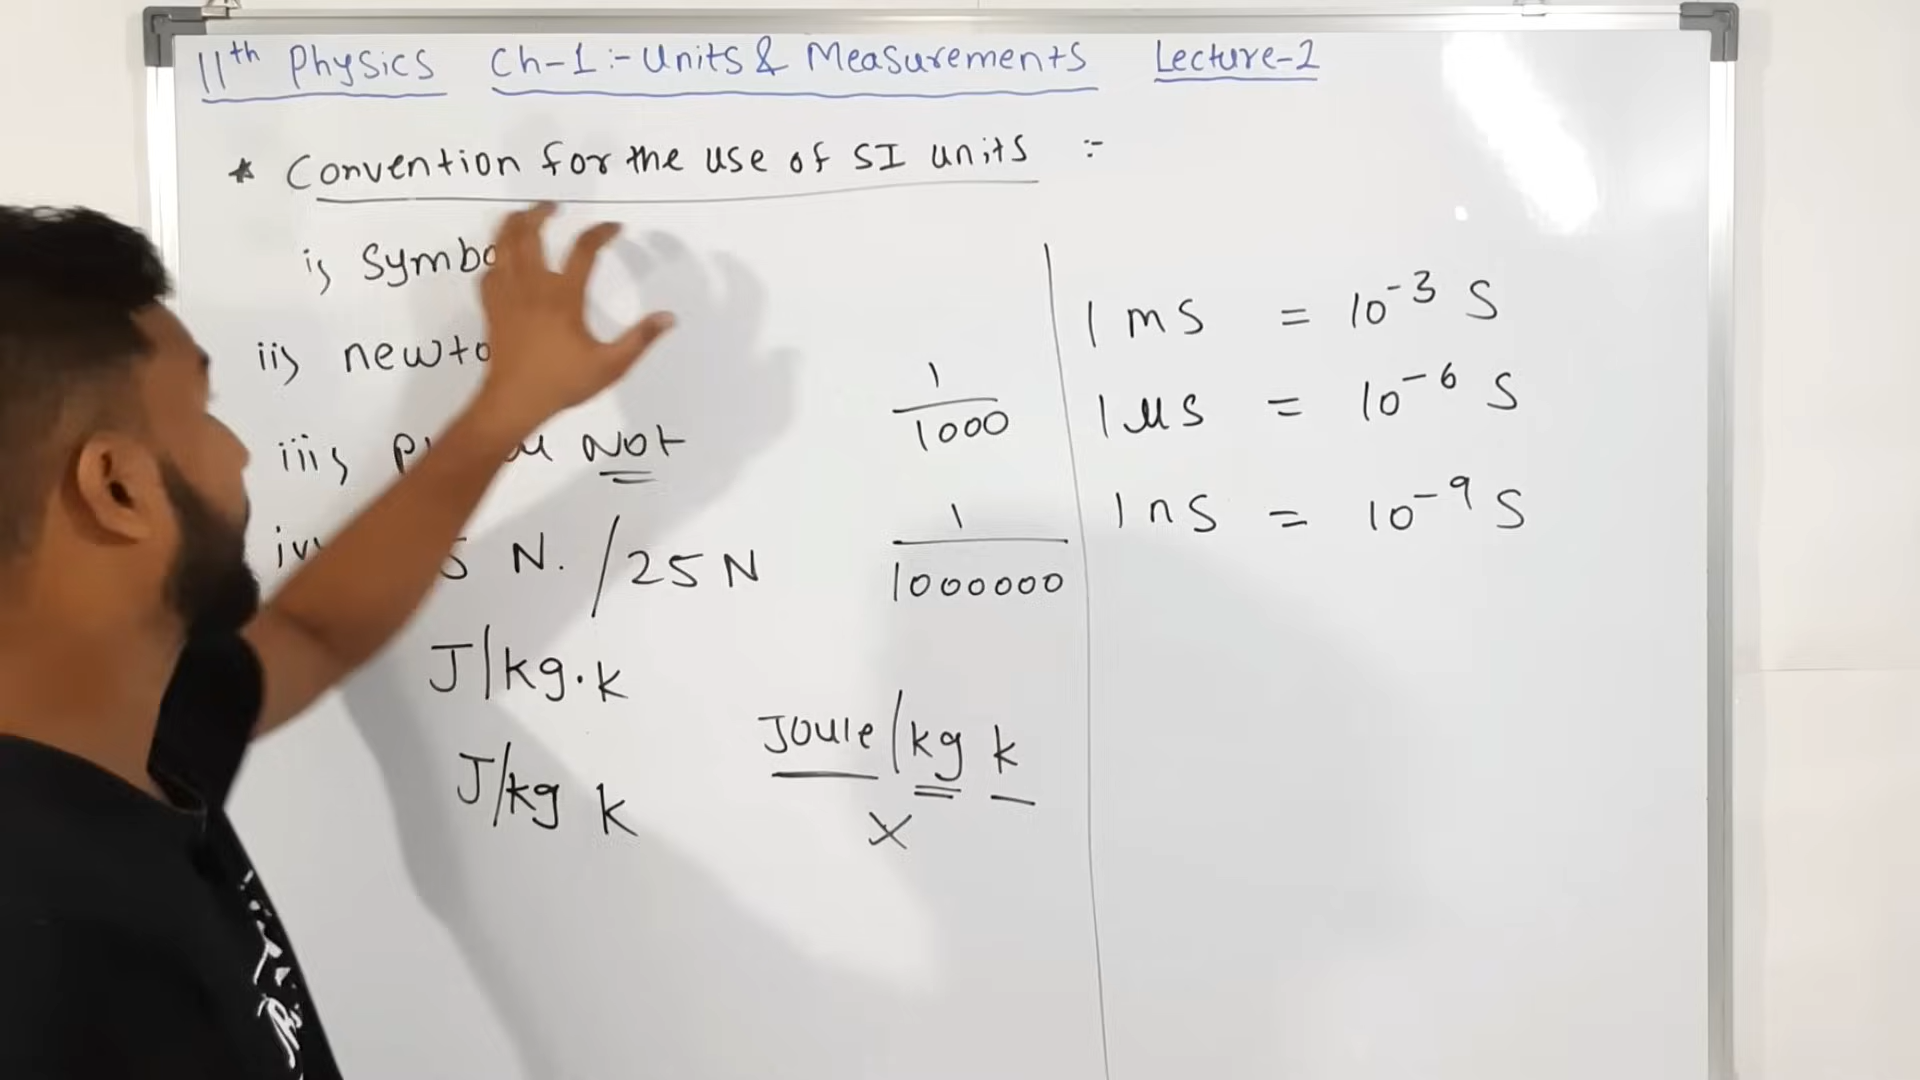 11th Physics Ch-1:- Units & Measurements Lecture-2
* Convention for the use of SI units :-
i)
ii)
iii) Not
N. / 25 N
J/kg.k
J/kg k
1/1000
1/1000000
Joule/kg k
x
1 ms = 10⁻³ s
1 μs = 10⁻⁶ s
1 ns = 10⁻⁹ s